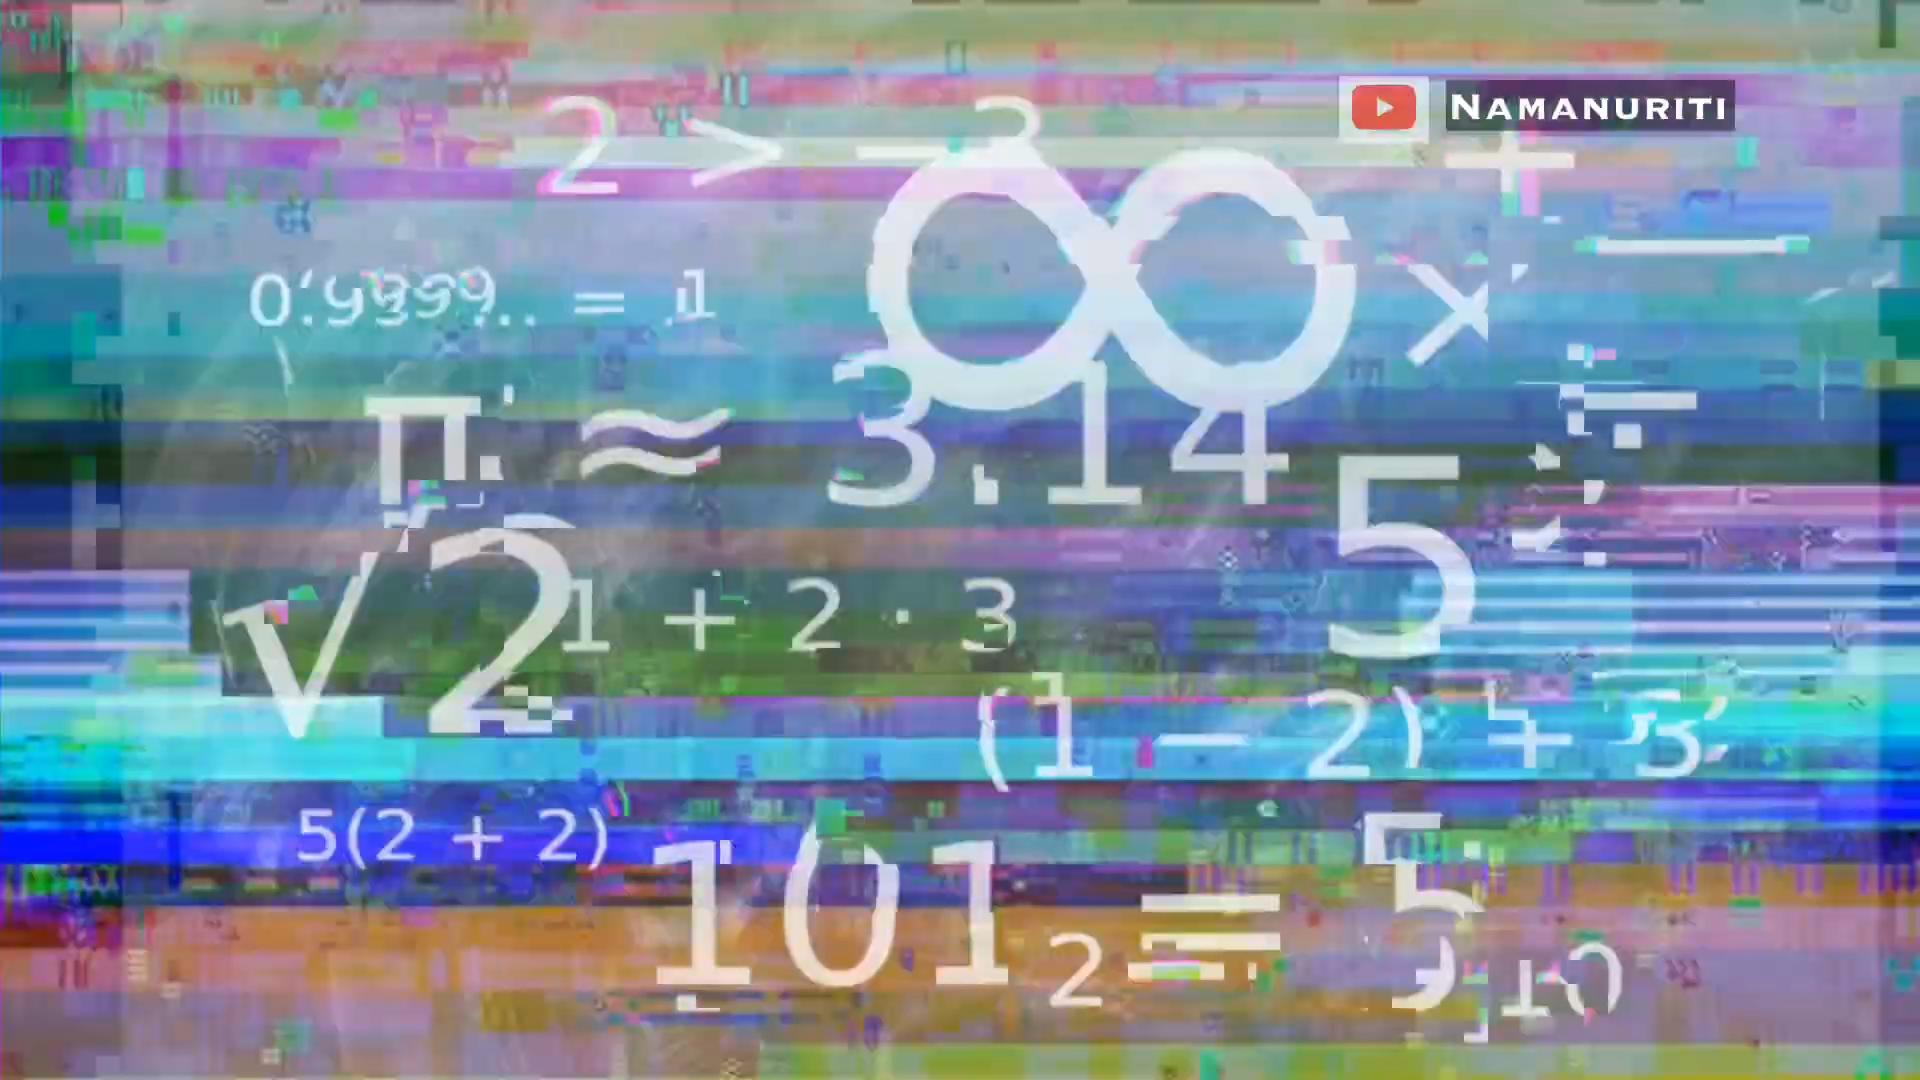 NAMANURITI
2 > −3
∞
+
−
0.9999... = 1
×
÷
π ≈ 3.14
5
√2
1 + 2 · 3
(1 − 2) + 3
5(2 + 2)
101₂ = 5₁₀